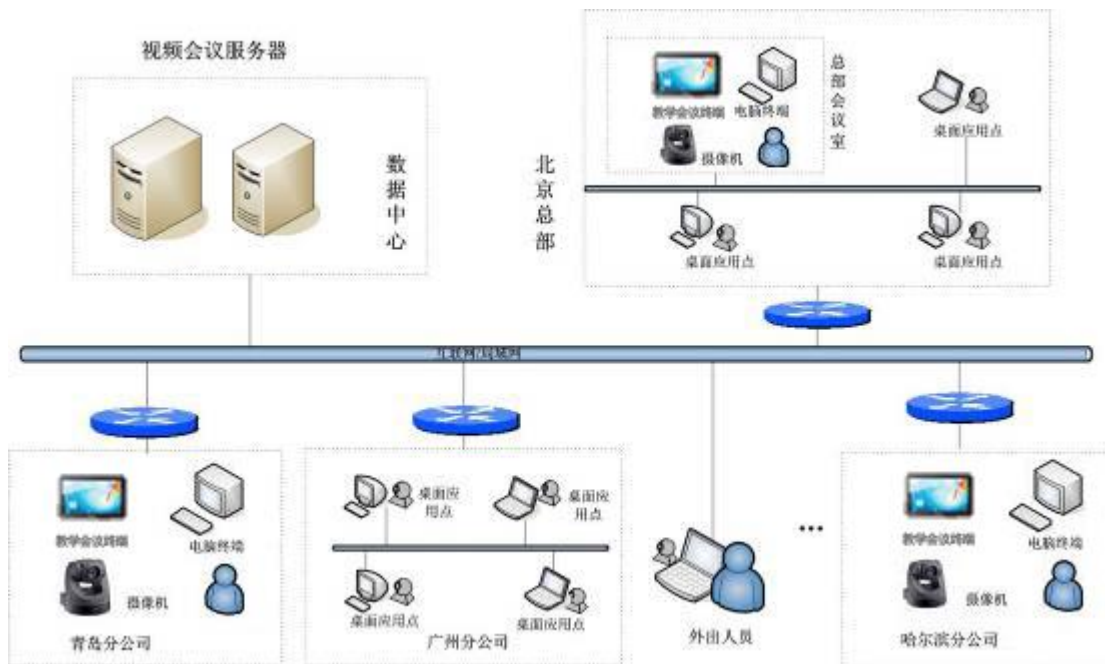 视频会议服务器
数据中心
北京总部
总部会议室
教学会议终端
电脑终端
摄像机
桌面应用点
桌面应用点
桌面应用点
互联网/局域网
教学会议终端
电脑终端
摄像机
青岛分公司
桌面应
用点
桌面应
用点
桌面应用点
桌面应用点
广州分公司
外出人员
...
教学会议终端
电脑终端
摄像机
哈尔滨分公司